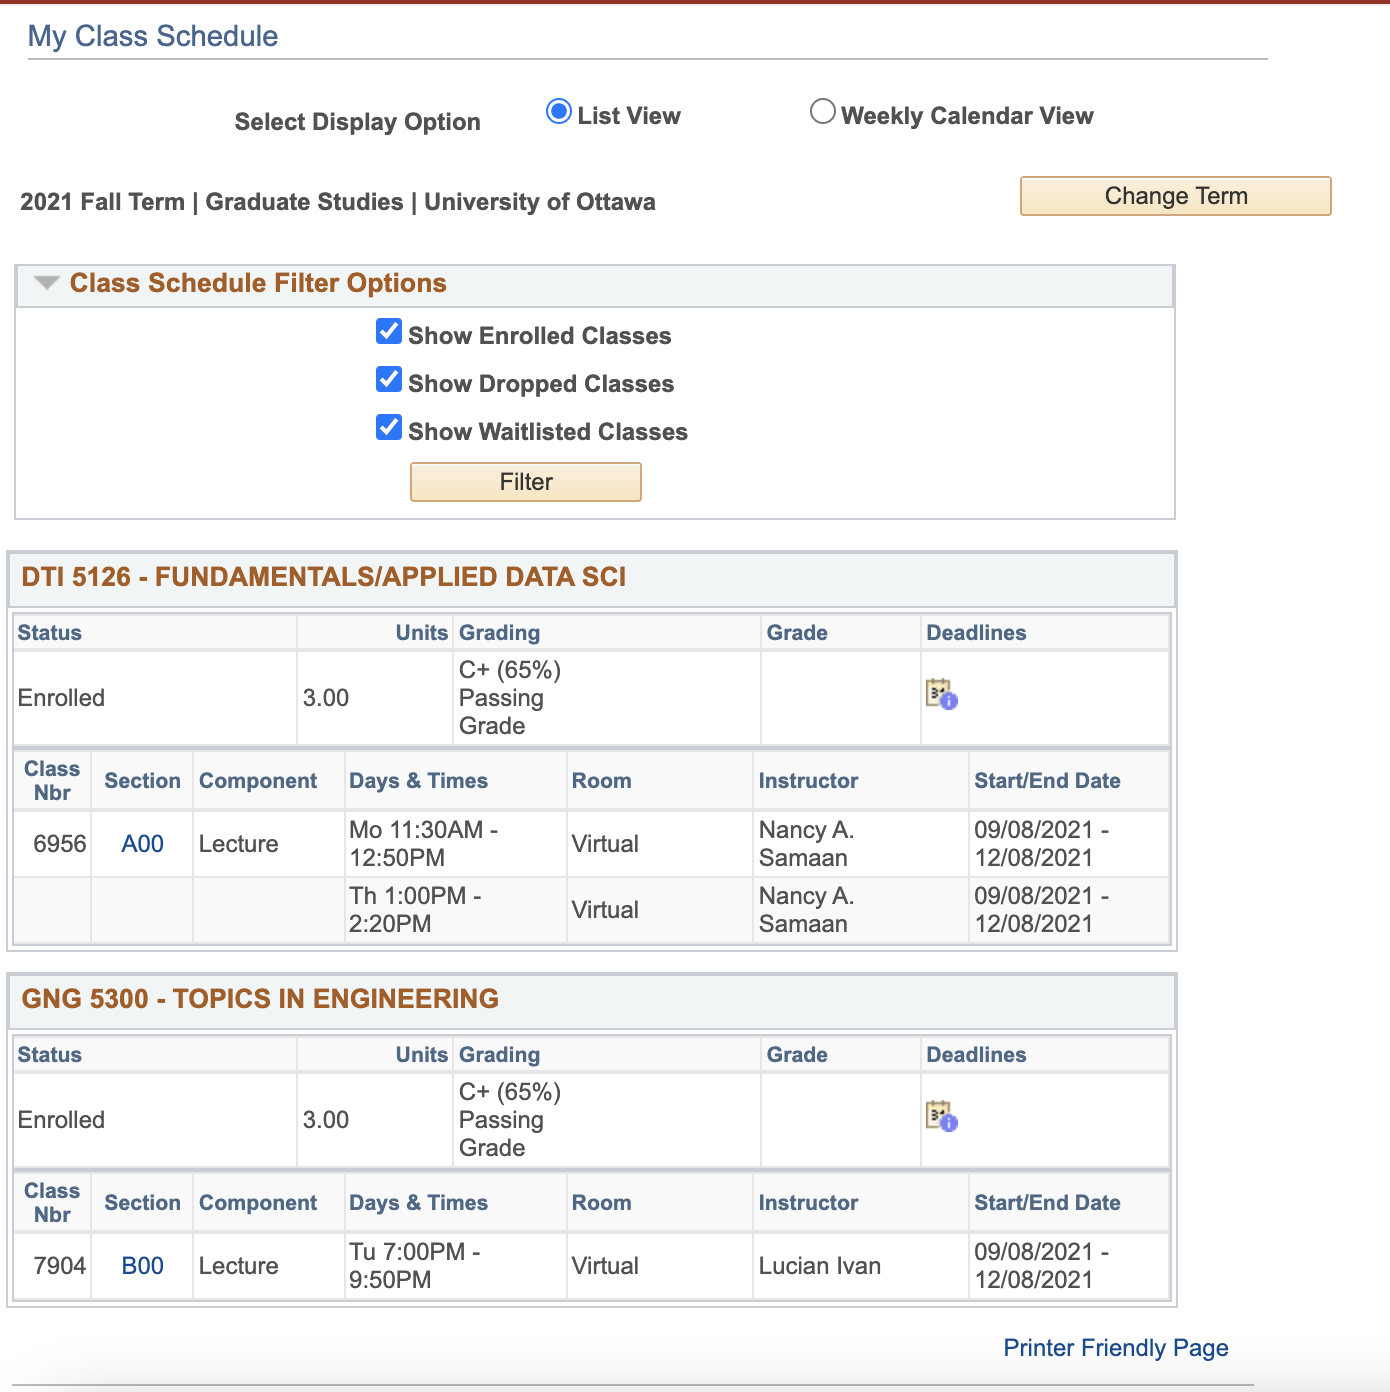 My Class Schedule
Select Display Option
List View
Weekly Calendar View
2021 Fall Term | Graduate Studies | University of Ottawa
Change Term
Class Schedule Filter Options
Show Enrolled Classes
Show Dropped Classes
Show Waitlisted Classes
Filter
DTI 5126 - FUNDAMENTALS/APPLIED DATA SCI
Status Units Grading Grade Deadlines
Enrolled 3.00 C+ (65%)
Passing
Grade
Class
Nbr Section Component Days & Times Room Instructor Start/End Date
6956 A00 Lecture Mo 11:30AM - Virtual Nancy A. 09/08/2021 -
12:50PM Samaan 12/08/2021
Th 1:00PM - Virtual Nancy A. 09/08/2021 -
2:20PM Samaan 12/08/2021
GNG 5300 - TOPICS IN ENGINEERING
Status Units Grading Grade Deadlines
Enrolled 3.00 C+ (65%)
Passing
Grade
Class
Nbr Section Component Days & Times Room Instructor Start/End Date
7904 B00 Lecture Tu 7:00PM - Virtual Lucian Ivan 09/08/2021 -
9:50PM 12/08/2021
Printer Friendly Page